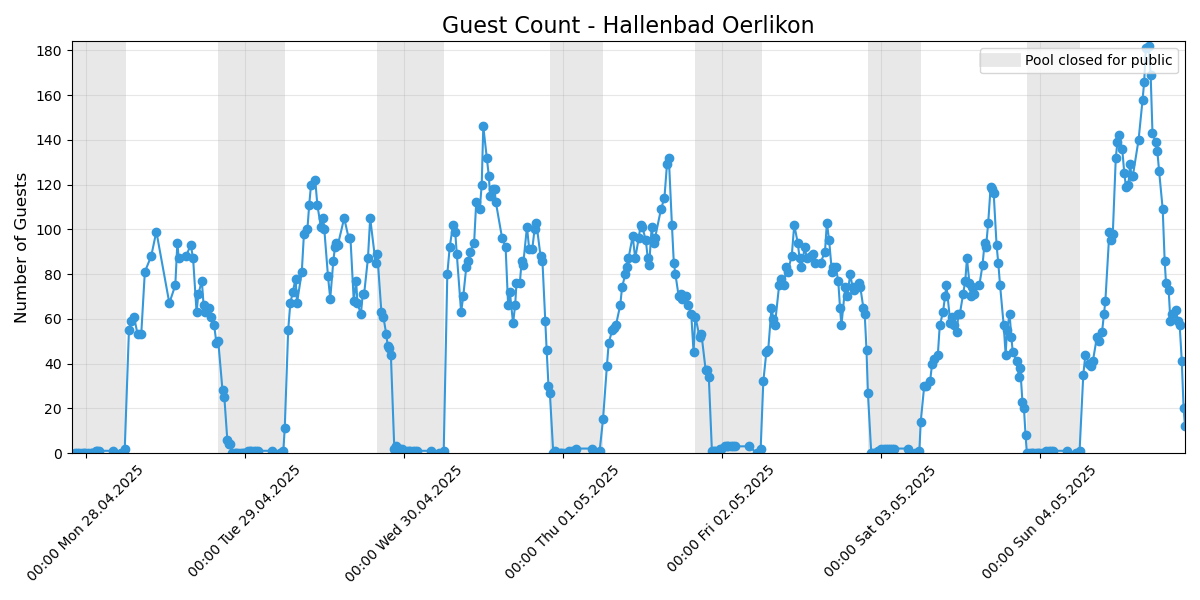 Guest Count - Hallenbad Oerlikon
Pool closed for public
Number of Guests
180
160
140
120
100
80
60
40
20
0
00:00 Mon 28.04.2025
00:00 Tue 29.04.2025
00:00 Wed 30.04.2025
00:00 Thu 01.05.2025
00:00 Fri 02.05.2025
00:00 Sat 03.05.2025
00:00 Sun 04.05.2025